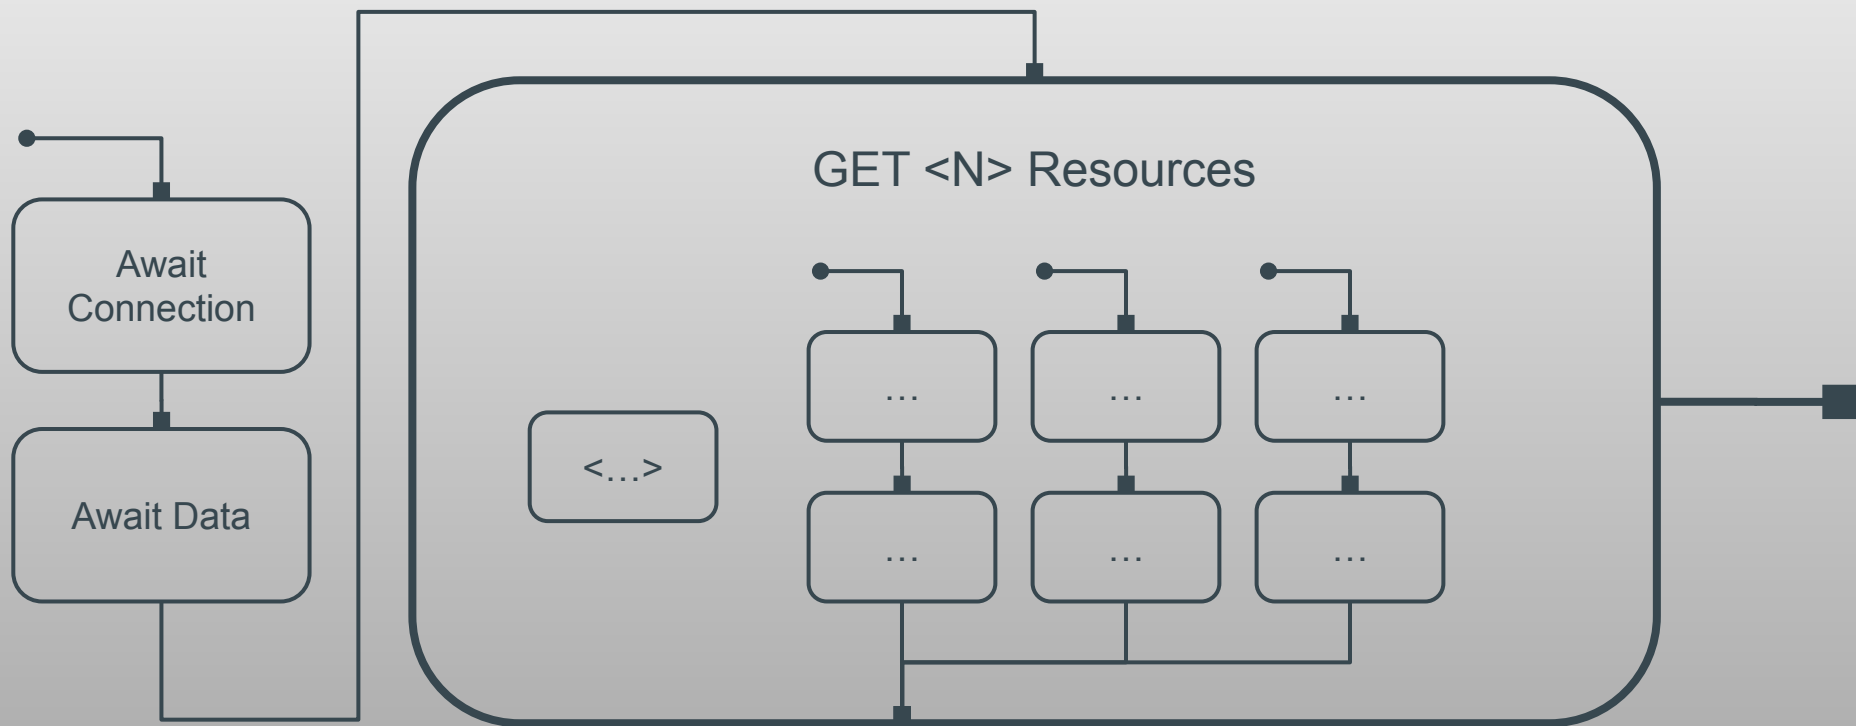 GET <N> Resources
Await
Connection
Await Data
<...>
...
...
...
...
...
...